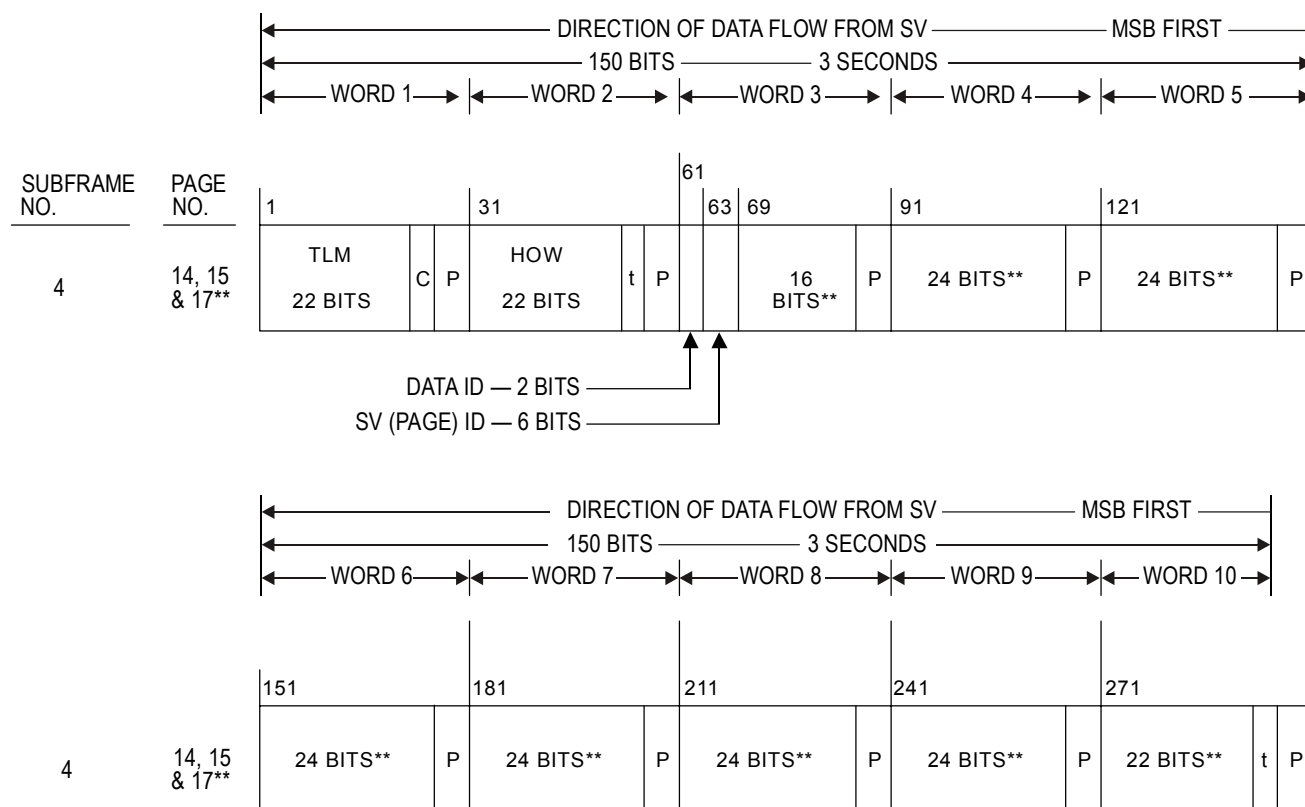 DIRECTION OF DATA FLOW FROM SV MSB FIRST
150 BITS 3 SECONDS
WORD 1 WORD 2 WORD 3 WORD 4 WORD 5
SUBFRAME NO. PAGE NO.
1 31 61 63 69 91 121
4
14, 15 & 17**
TLM 22 BITS C P
HOW 22 BITS t P
16 BITS** P
24 BITS** P
24 BITS** P
DATA ID — 2 BITS
SV (PAGE) ID — 6 BITS
DIRECTION OF DATA FLOW FROM SV MSB FIRST
150 BITS 3 SECONDS
WORD 6 WORD 7 WORD 8 WORD 9 WORD 10
151 181 211 241 271
4
14, 15 & 17**
24 BITS** P
24 BITS** P
24 BITS** P
24 BITS** P
22 BITS** t P